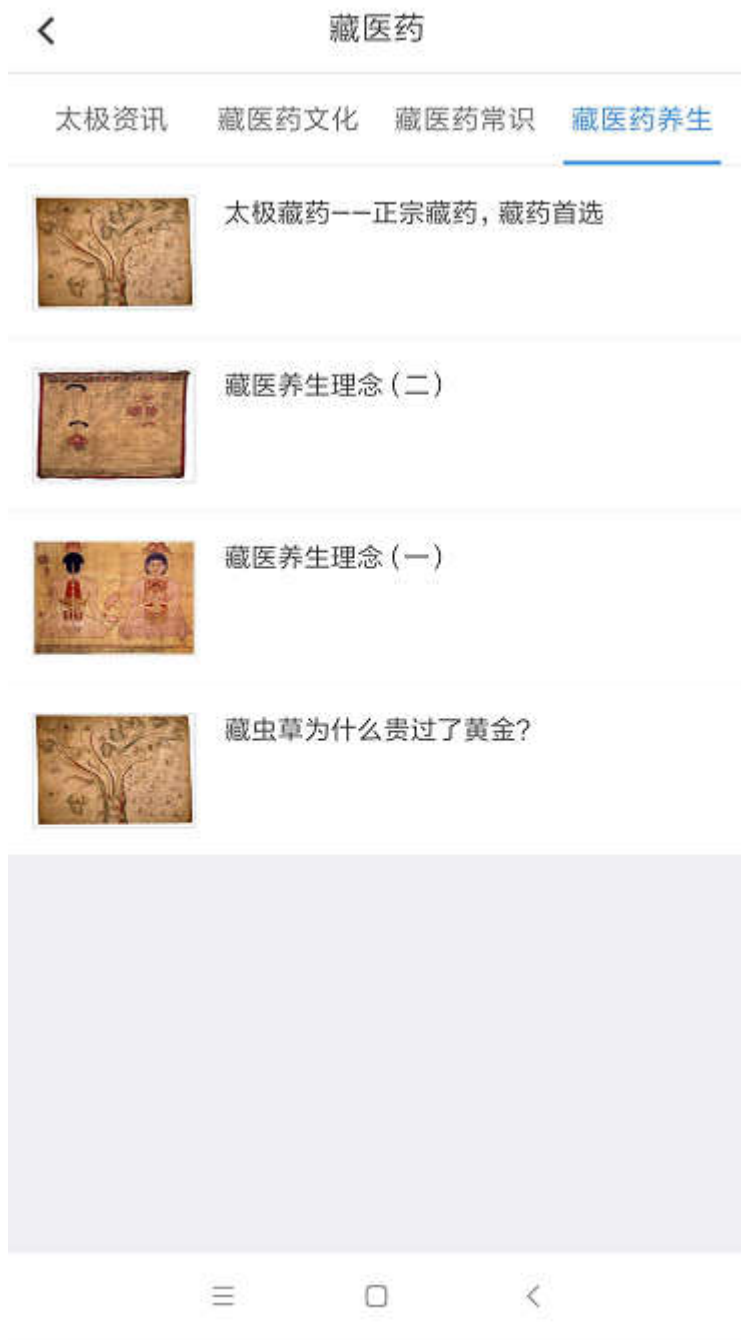 藏医药
太极资讯 藏医药文化 藏医药常识 藏医药养生
太极藏药——正宗藏药，藏药首选
藏医养生理念（二）
藏医养生理念（一）
藏虫草为什么贵过了黄金？